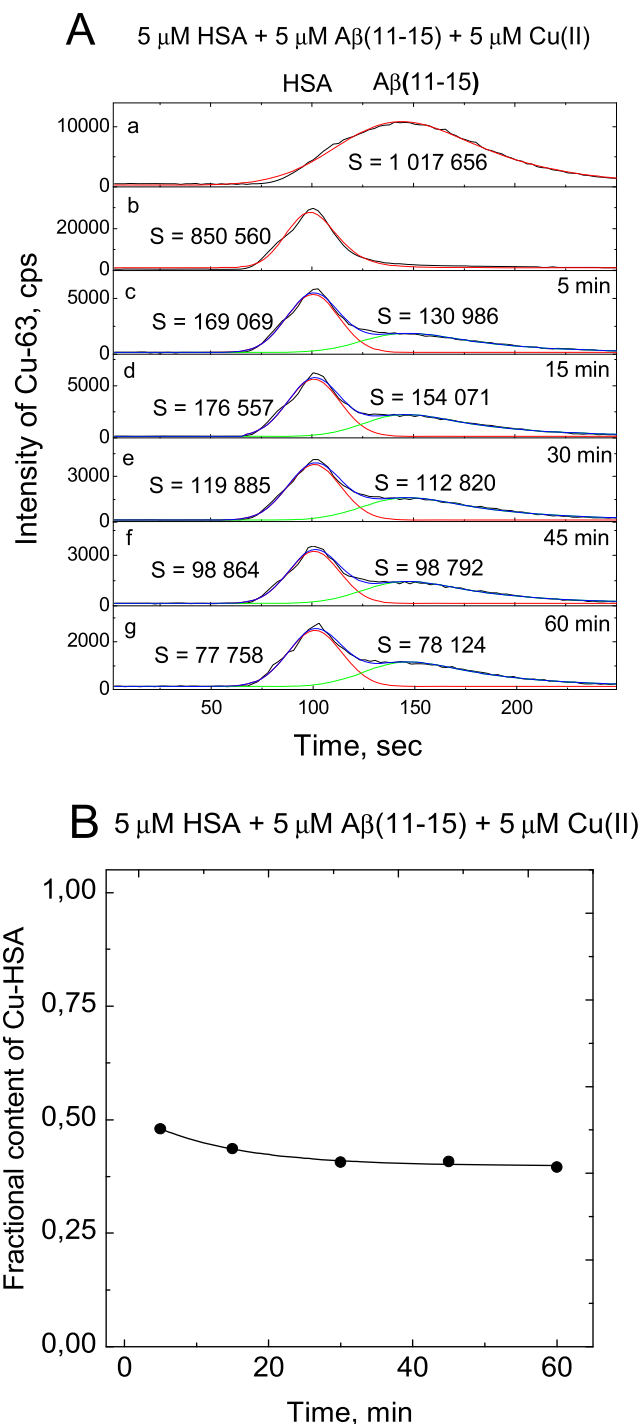 A 5 μM HSA + 5 μM Aβ(11-15) + 5 μM Cu(II)
HSA Aβ(11-15)
Intensity of Cu-63, cps
10000
0
a
S = 1 017 656
20000
0
b
S = 850 560
5000
0
c
5 min
S = 169 069
S = 130 986
5000
0
d
15 min
S = 176 557
S = 154 071
3000
0
e
30 min
S = 119 885
S = 112 820
3000
0
f
45 min
S = 98 864
S = 98 792
2000
0
g
60 min
S = 77 758
S = 78 124
50 100 150 200
Time, sec
B 5 μM HSA + 5 μM Aβ(11-15) + 5 μM Cu(II)
Fractional content of Cu-HSA
1,00
0,75
0,50
0,25
0,00
0 20 40 60
Time, min